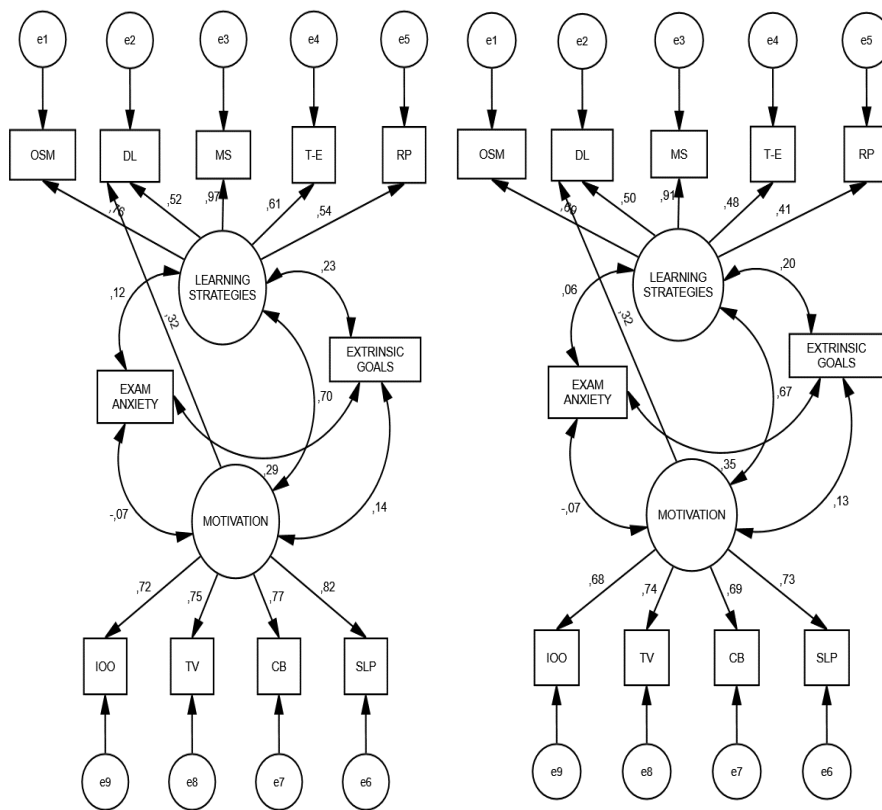 e1 e2 e3 e4 e5
OSM DL MS T-E RP
,76 ,52 ,97 ,61 ,54
LEARNING
STRATEGIES
,12 ,23
,32
EXTRINSIC
GOALS
EXAM
ANXIETY
,70
,29
MOTIVATION
-,07 ,14
,72 ,75 ,77 ,82
IOO TV CB SLP
e9 e8 e7 e6
e1 e2 e3 e4 e5
OSM DL MS T-E RP
,50 ,91 ,48 ,41
LEARNING
STRATEGIES
,06 ,20
,32
EXTRINSIC
GOALS
EXAM
ANXIETY
,67
,35
MOTIVATION
-,07 ,13
,68 ,74 ,69 ,73
IOO TV CB SLP
e9 e8 e7 e6